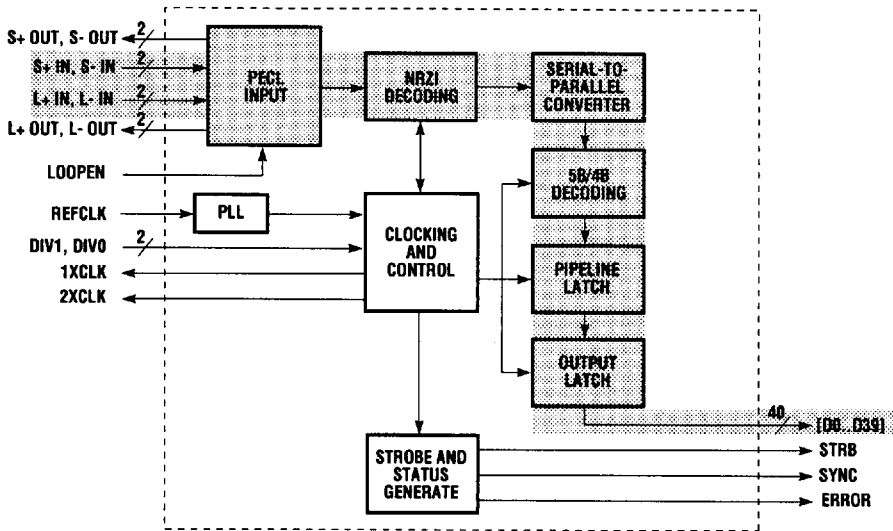 S+ OUT, S- OUT
2
S+ IN, S- IN
2
L+ IN, L- IN
2
L+ OUT, L- OUT
2
LOOPEN
REFCLK
DIV1, DIV0
2
1XCLK
2XCLK
PECL
INPUT
NRZI
DECODING
SERIAL-TO-
PARALLEL
CONVERTER
5B/4B
DECODING
PLL
CLOCKING
AND
CONTROL
PIPELINE
LATCH
OUTPUT
LATCH
40
[D0..D39]
STROBE AND
STATUS
GENERATE
STRB
SYNC
ERROR